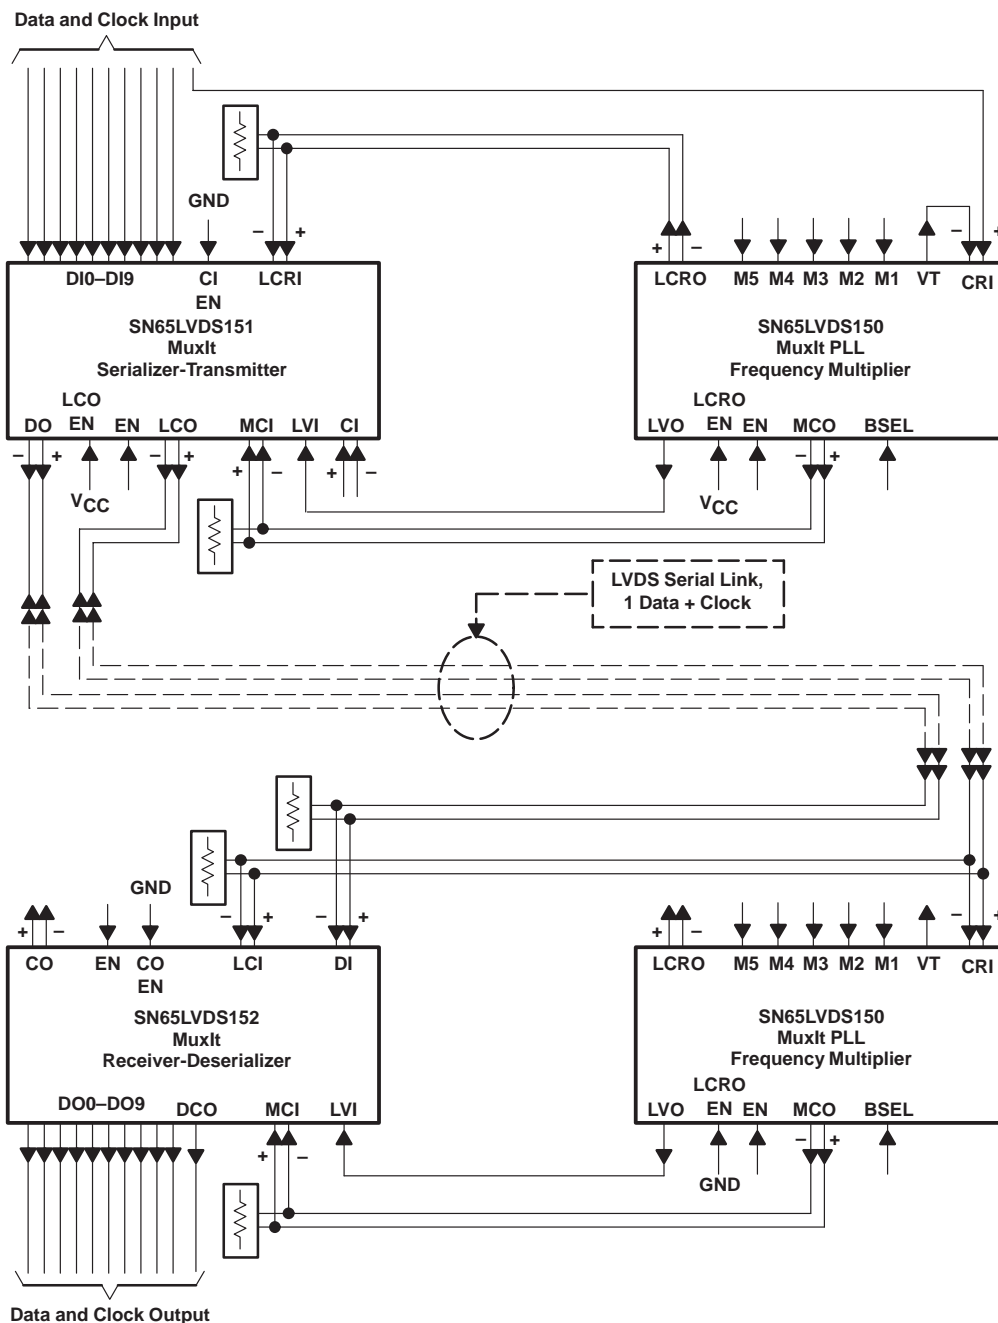 Data and Clock Input
GND
– +
+ –
– +
DI0–DI9 CI LCRI
EN
SN65LVDS151
MuxIt
Serializer-Transmitter
LCO
DO EN EN LCO MCI LVI CI
– + – + + – + –
VCC
LCRO M5 M4 M3 M2 M1 VT CRI
SN65LVDS150
MuxIt PLL
Frequency Multiplier
LCRO
LVO EN EN MCO BSEL
– +
VCC
LVDS Serial Link,
1 Data + Clock
GND
+ – – + – +
+ – – +
CO EN CO LCI DI
EN
SN65LVDS152
MuxIt
Receiver-Deserializer
DO0–DO9 DCO MCI LVI
+ –
LCRO M5 M4 M3 M2 M1 VT CRI
SN65LVDS150
MuxIt PLL
Frequency Multiplier
LCRO
LVO EN EN MCO BSEL
– +
GND
Data and Clock Output